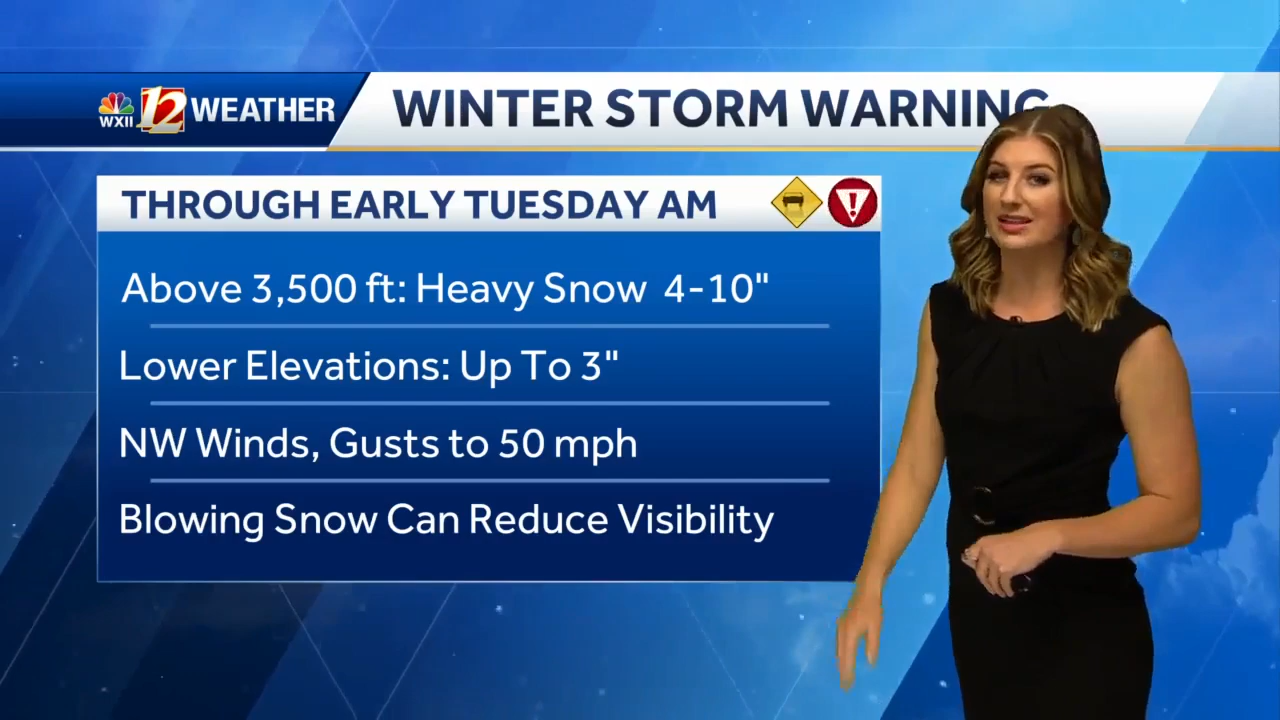 WXII 12 WEATHER
WINTER STORM WARNING
THROUGH EARLY TUESDAY AM
Above 3,500 ft: Heavy Snow 4-10"
Lower Elevations: Up To 3"
NW Winds, Gusts to 50 mph
Blowing Snow Can Reduce Visibility